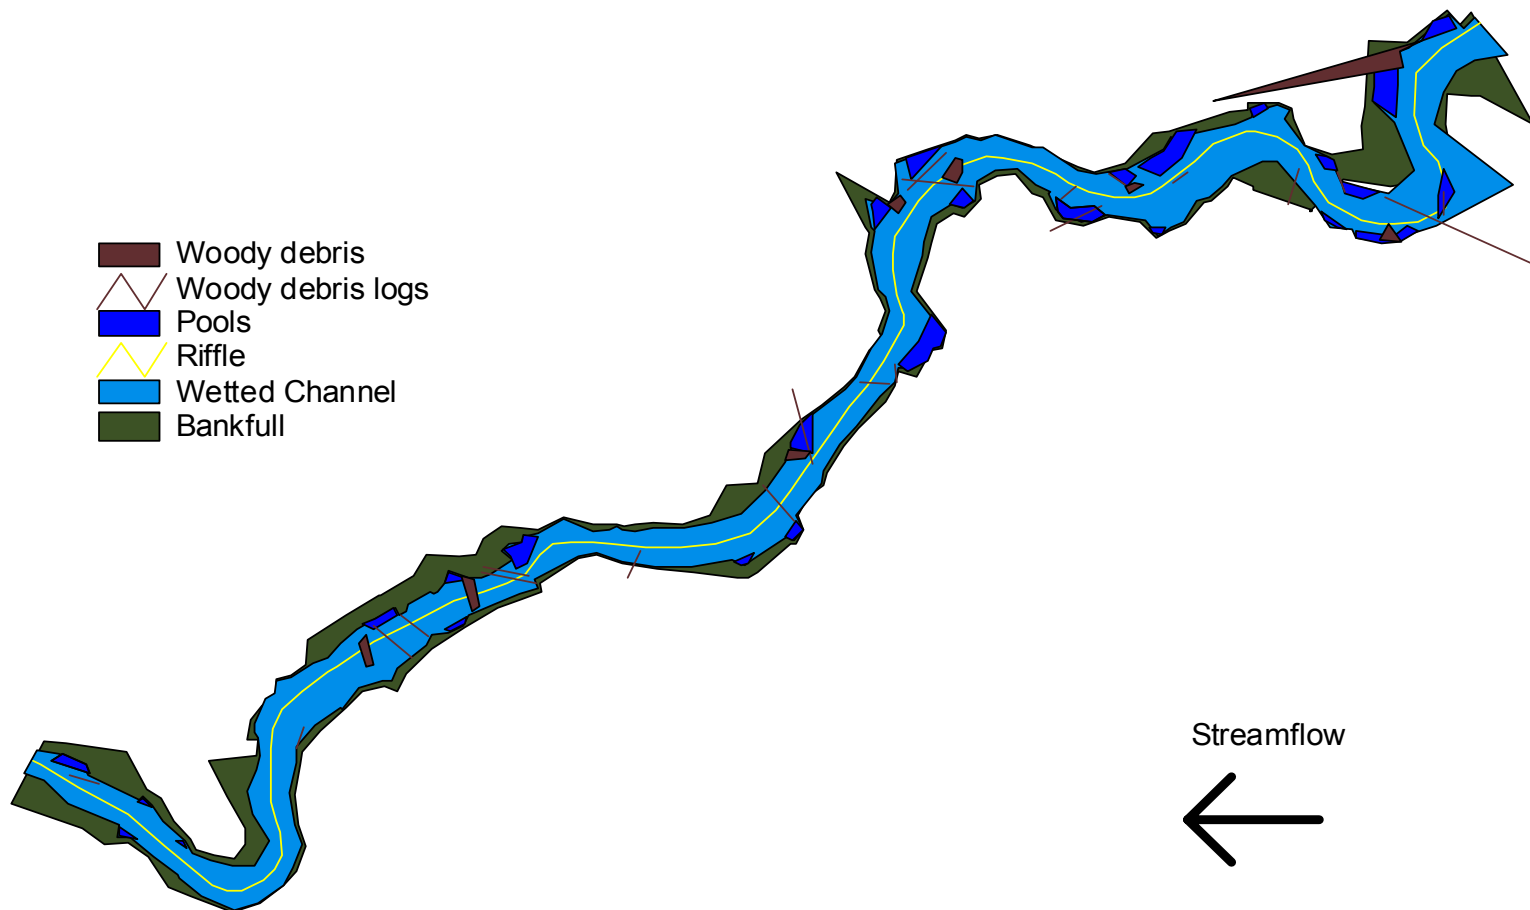 Woody debris
Woody debris logs
Pools
Riffle
Wetted Channel
Bankfull
Streamflow